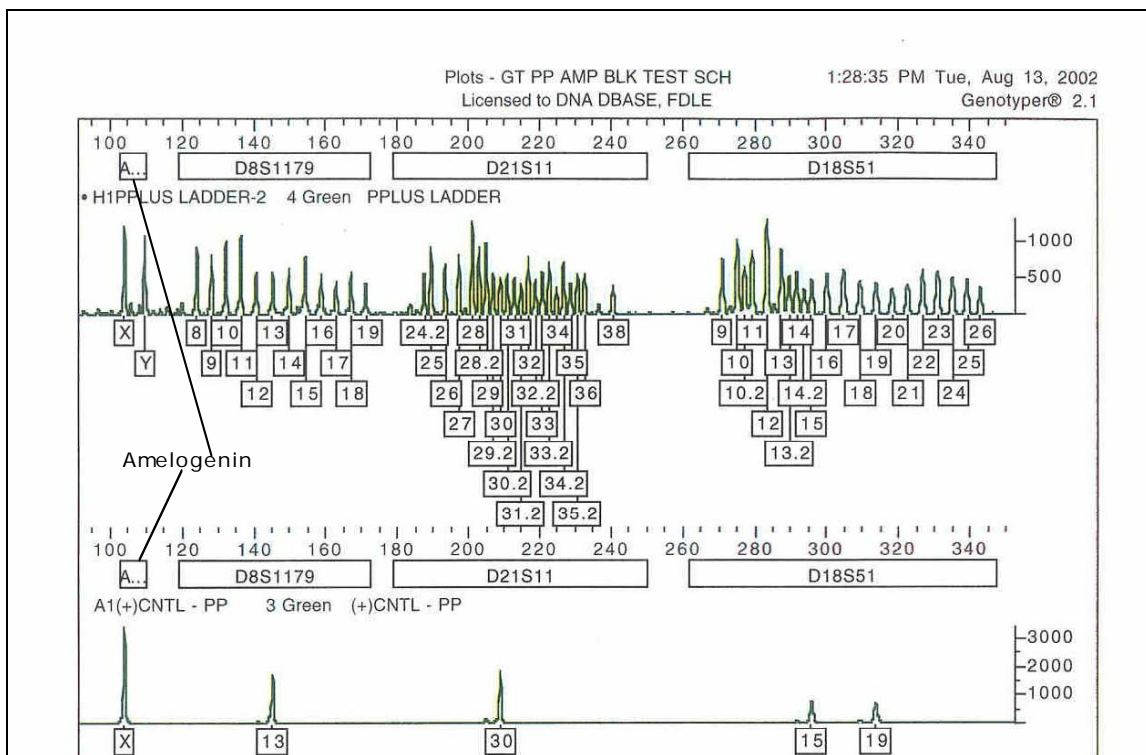 Plots - GT PP AMP BLK TEST SCH 1:28:35 PM Tue, Aug 13, 2002
Licensed to DNA DBASE, FDLE Genotyper® 2.1
100 120 140 160 180 200 220 240 260 280 300 320 340
A... D8S1179 D21S11 D18S51
• H1PPLUS LADDER-2 4 Green PPLUS LADDER
1000
500
X 8 10 13 16 19 24.2 28 31 34 38 9 11 14 17 20 23 26
Y 9 11 14 17 25 28.2 32 35 10 13 16 19 22 25
12 15 18 26 29 32.2 36 10.2 14.2 18 21 24
27 30 33 12 15
Amelogenin 29.2 33.2 13.2
30.2 34.2
31.2 35.2
100 120 140 160 180 200 220 240 260 280 300 320 340
A... D8S1179 D21S11 D18S51
A1(+)CNTL - PP 3 Green (+)CNTL - PP
3000
2000
1000
X 13 30 15 19